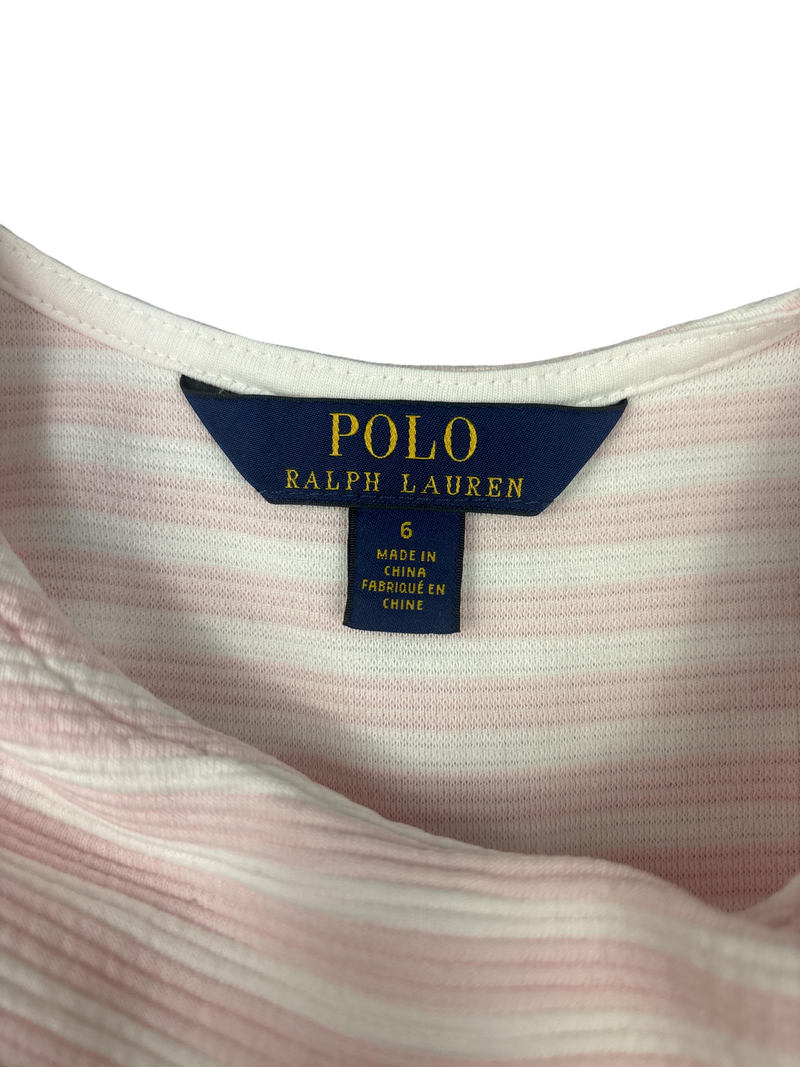 POLO
RALPH LAUREN
6
MADE IN
CHINA
FABRIQUÉ EN
CHINE